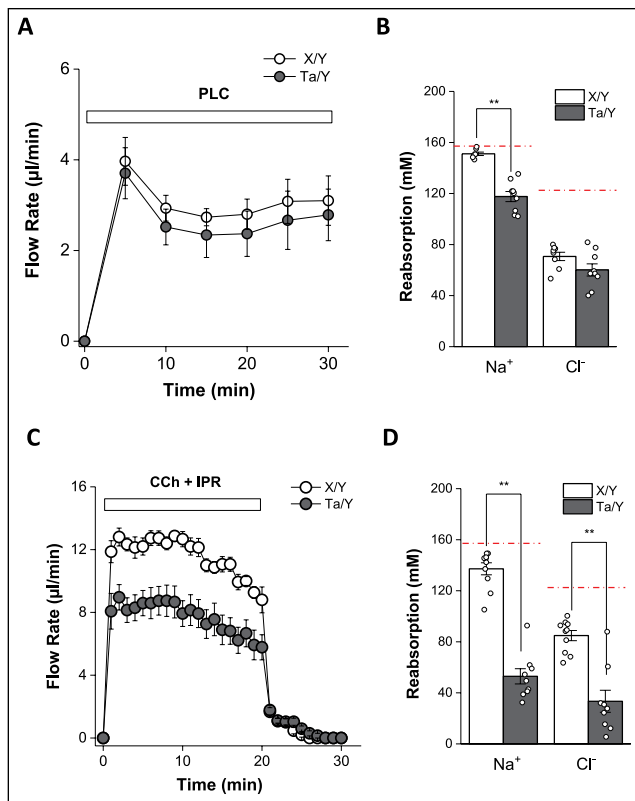 A
X/Y
Ta/Y
PLC
6
4
2
0
Flow Rate (µl/min)
0
10
20
30
Time (min)
B
X/Y
Ta/Y
**
200
160
120
80
40
0
Reabsorption (mM)
Na+
Cl-
C
X/Y
Ta/Y
CCh + IPR
16
12
8
4
0
Flow Rate (µl/min)
0
10
20
30
Time (min)
D
X/Y
Ta/Y
**
**
200
160
120
80
40
0
Reabsorption (mM)
Na+
Cl-